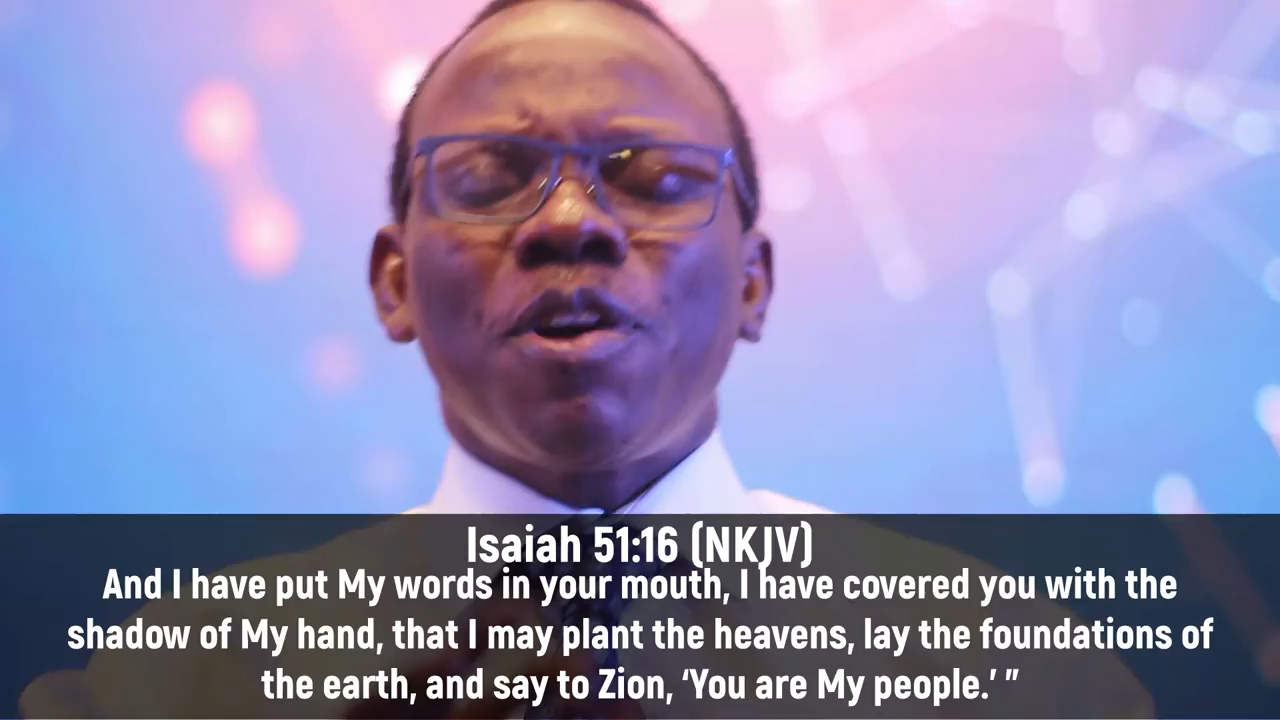 Isaiah 51:16 (NKJV)
And I have put My words in your mouth, I have covered you with the
shadow of My hand, that I may plant the heavens, lay the foundations of
the earth, and say to Zion, ‘You are My people.’ ”